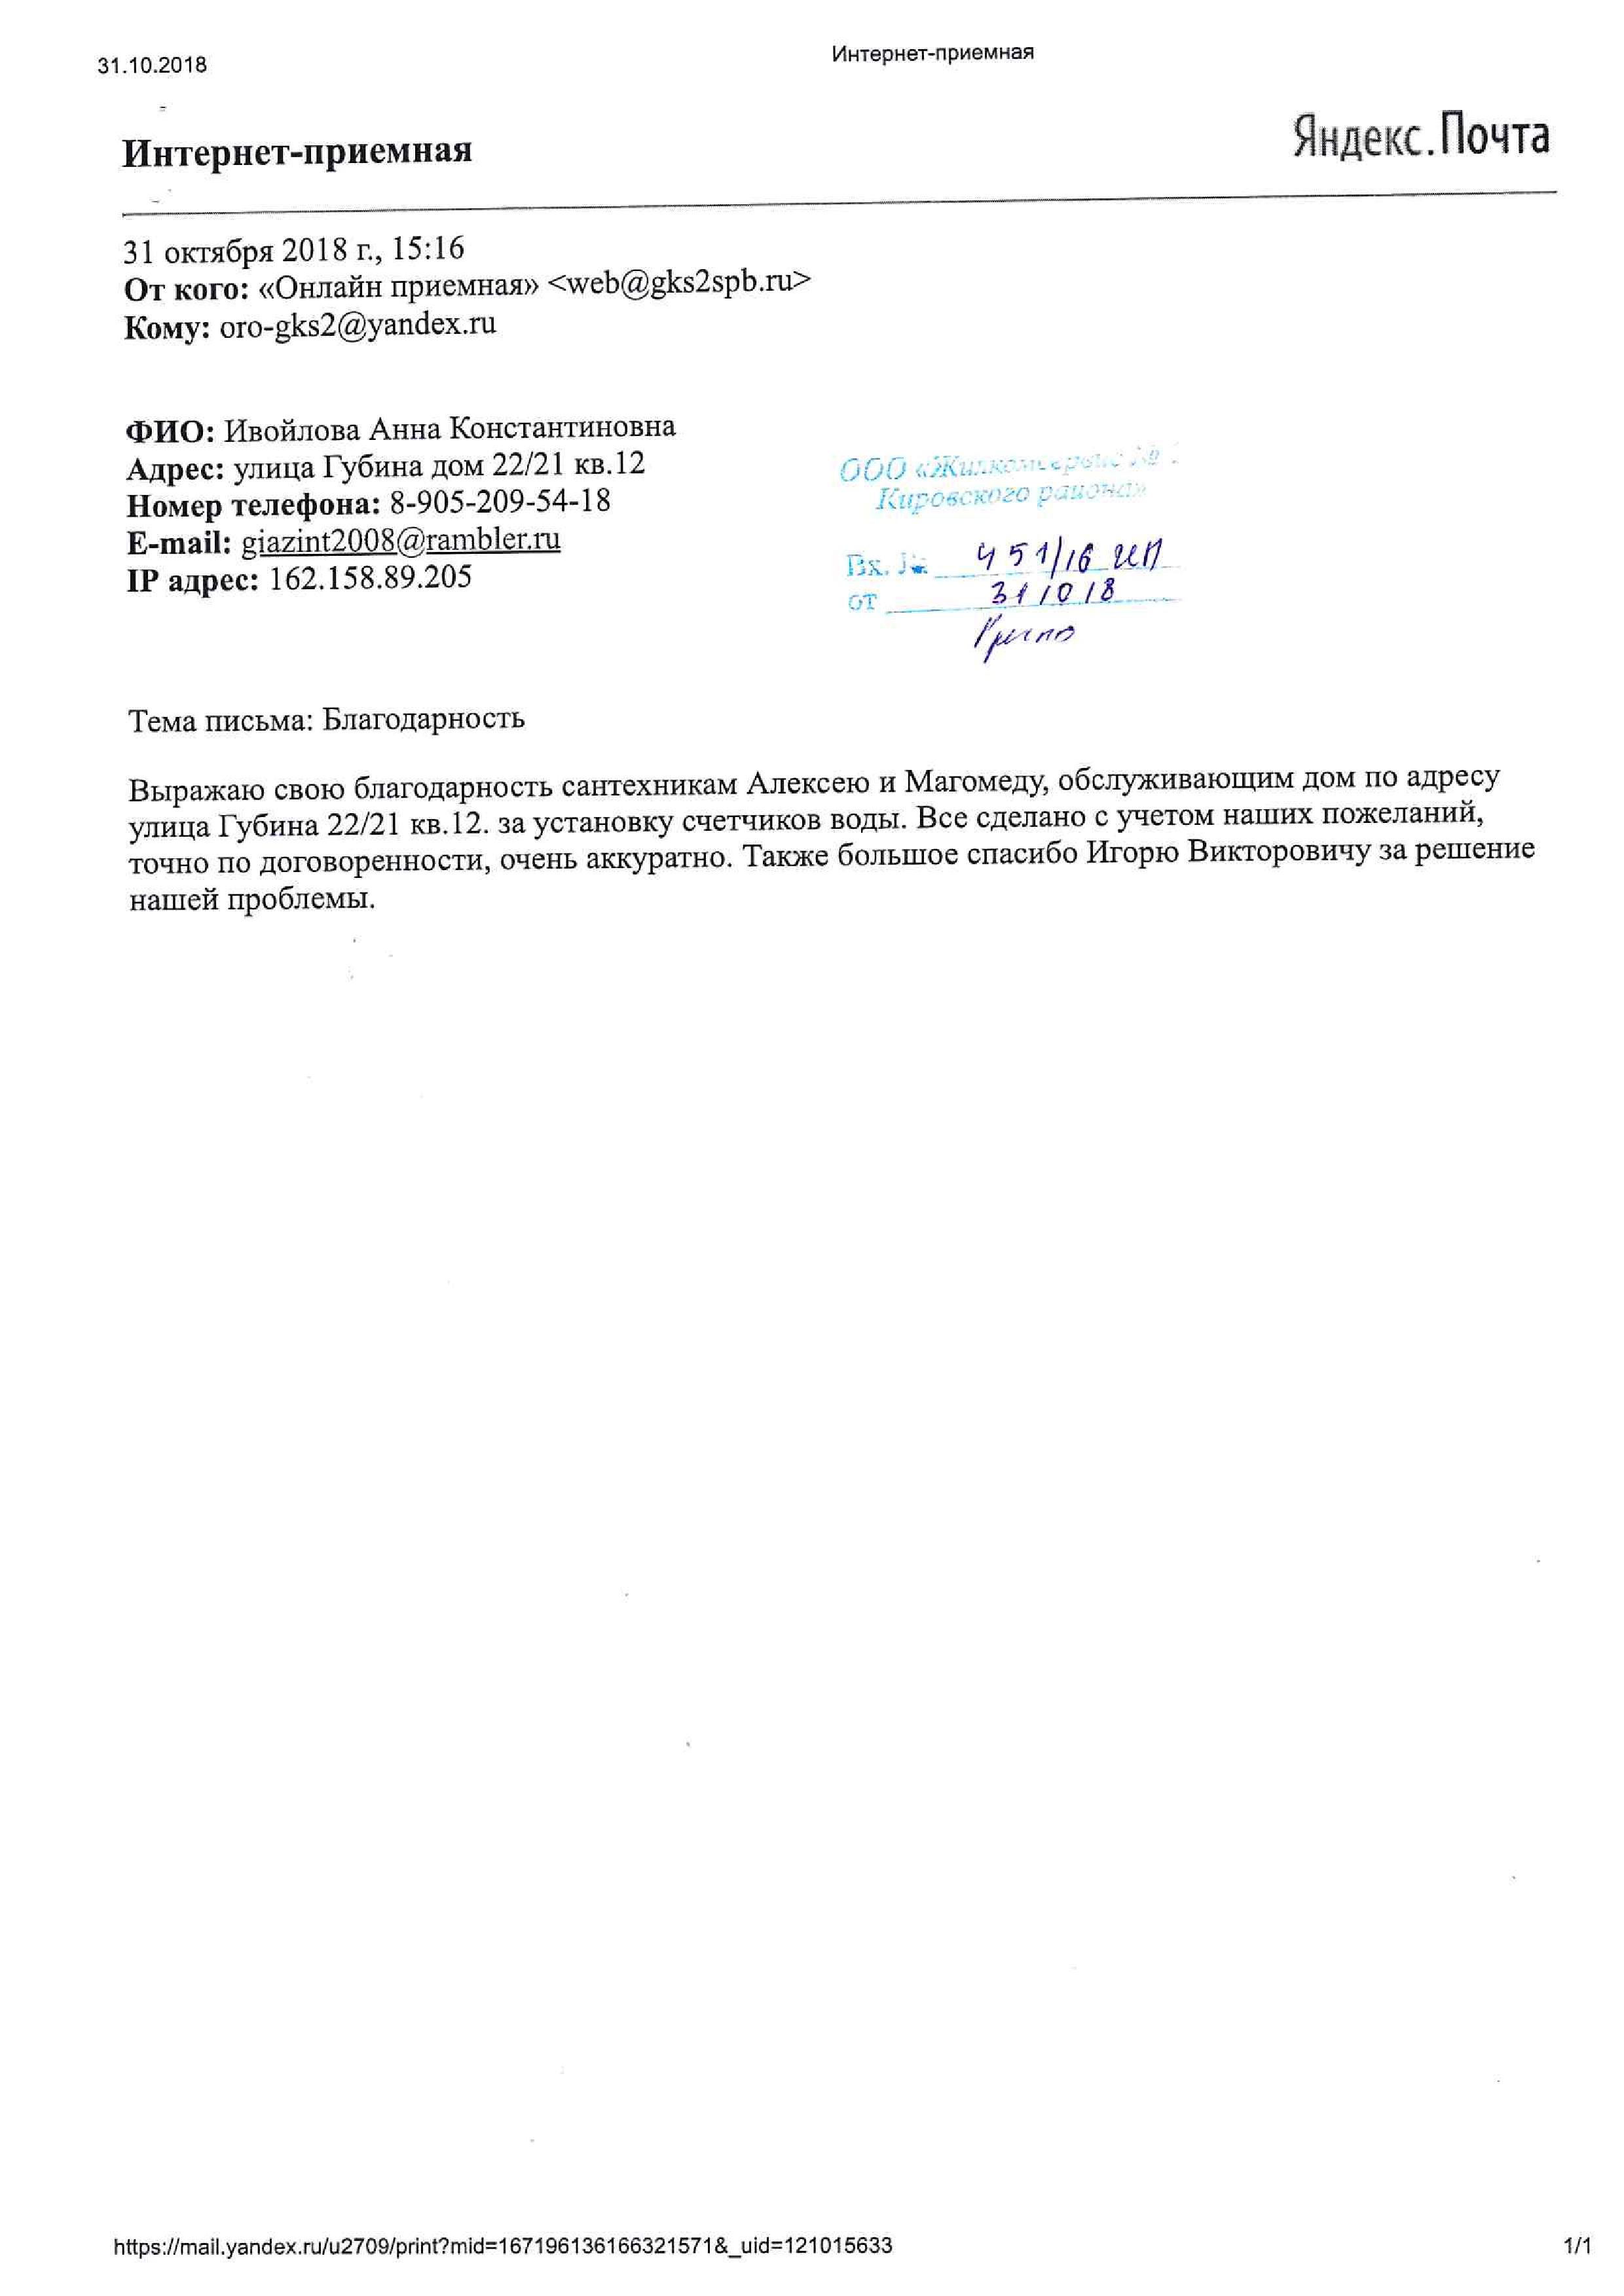 31.10.2018
Интернет-приемная
Интернет-приемная
Яндекс.Почта
31 октября 2018 г., 15:16
От кого: «Онлайн приемная» <web@gks2spb.ru>
Кому: oro-gks2@yandex.ru
ФИО: Ивойлова Анна Константиновна
Адрес: улица Губина дом 22/21 кв.12
Номер телефона: 8-905-209-54-18
E-mail: giazint2008@rambler.ru
IP адрес: 162.158.89.205
ООО «Жилкомсервис №
Кировского района»
Вх. № 451/16 ИП
от 31 10 18
Тема письма: Благодарность
Выражаю свою благодарность сантехникам Алексею и Магомеду, обслуживающим дом по адресу
улица Губина 22/21 кв.12. за установку счетчиков воды. Все сделано с учетом наших пожеланий,
точно по договоренности, очень аккуратно. Также большое спасибо Игорю Викторовичу за решение
нашей проблемы.
https://mail.yandex.ru/u2709/print?mid=167196136166321571&_uid=121015633
1/1